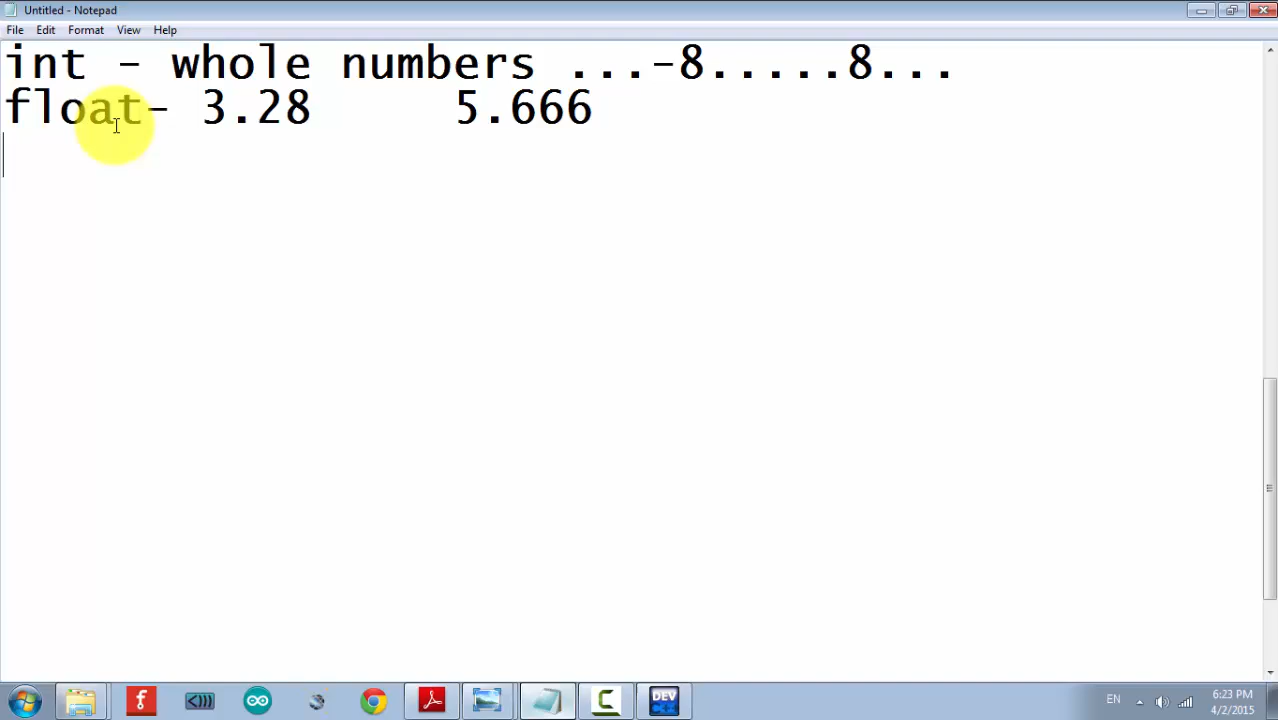 Untitled - Notepad
File Edit Format View Help
int - whole numbers ...-8.....8...
float- 3.28 5.666
DEV
EN
6:23 PM
4/2/2015